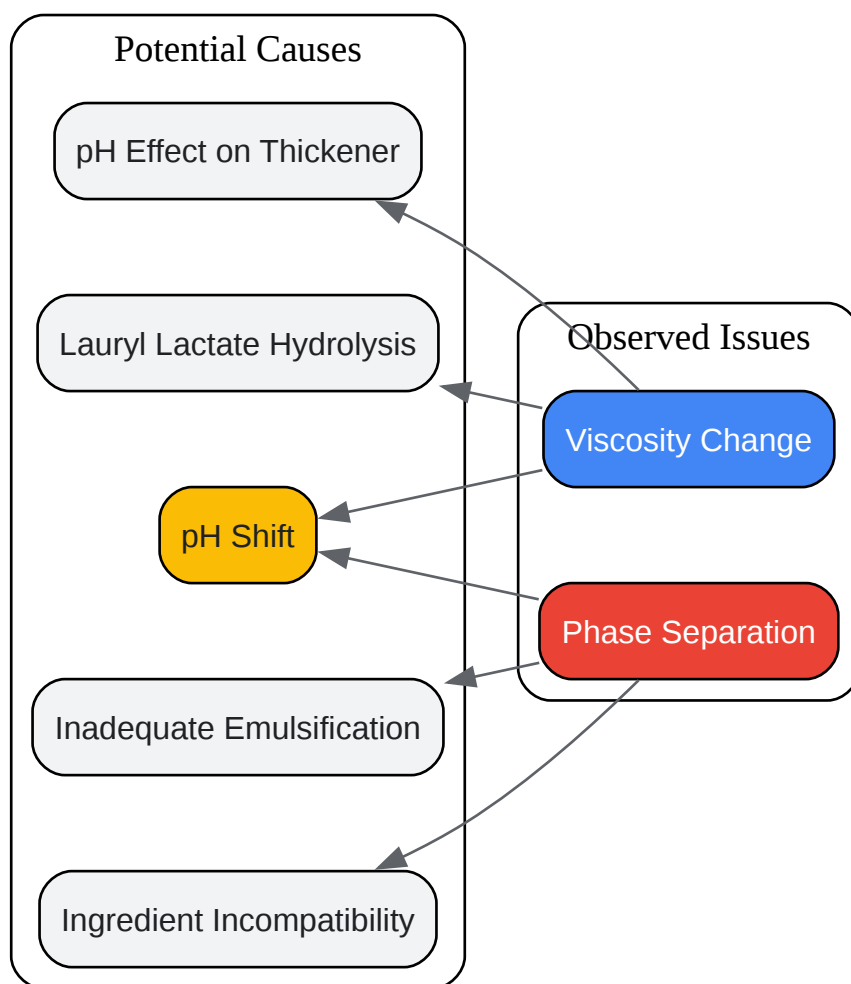 Potential Causes
pH Effect on Thickener
Lauryl Lactate Hydrolysis
pH Shift
Inadequate Emulsification
Ingredient Incompatibility
Observed Issues
Viscosity Change
Phase Separation